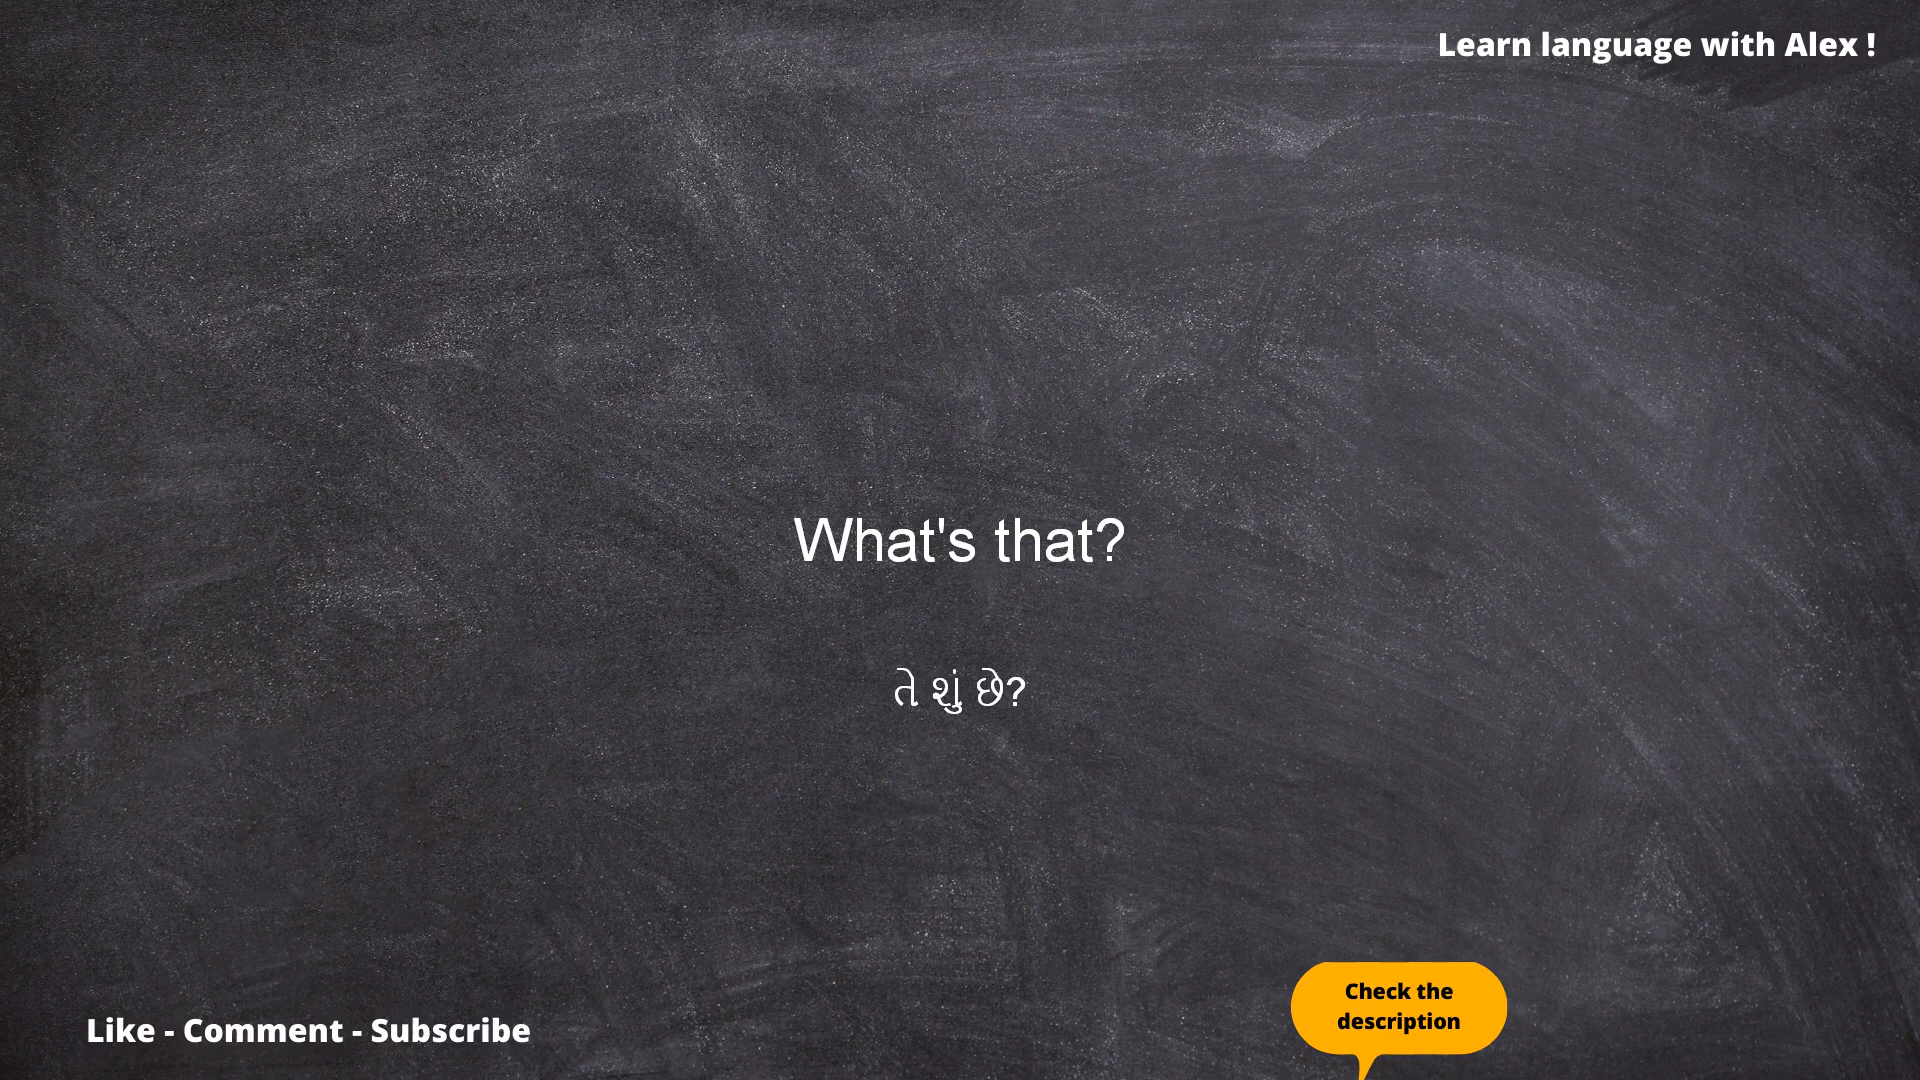 Learn language with Alex !
What's that?
તે શું છે?
Check the
description
Like - Comment - Subscribe